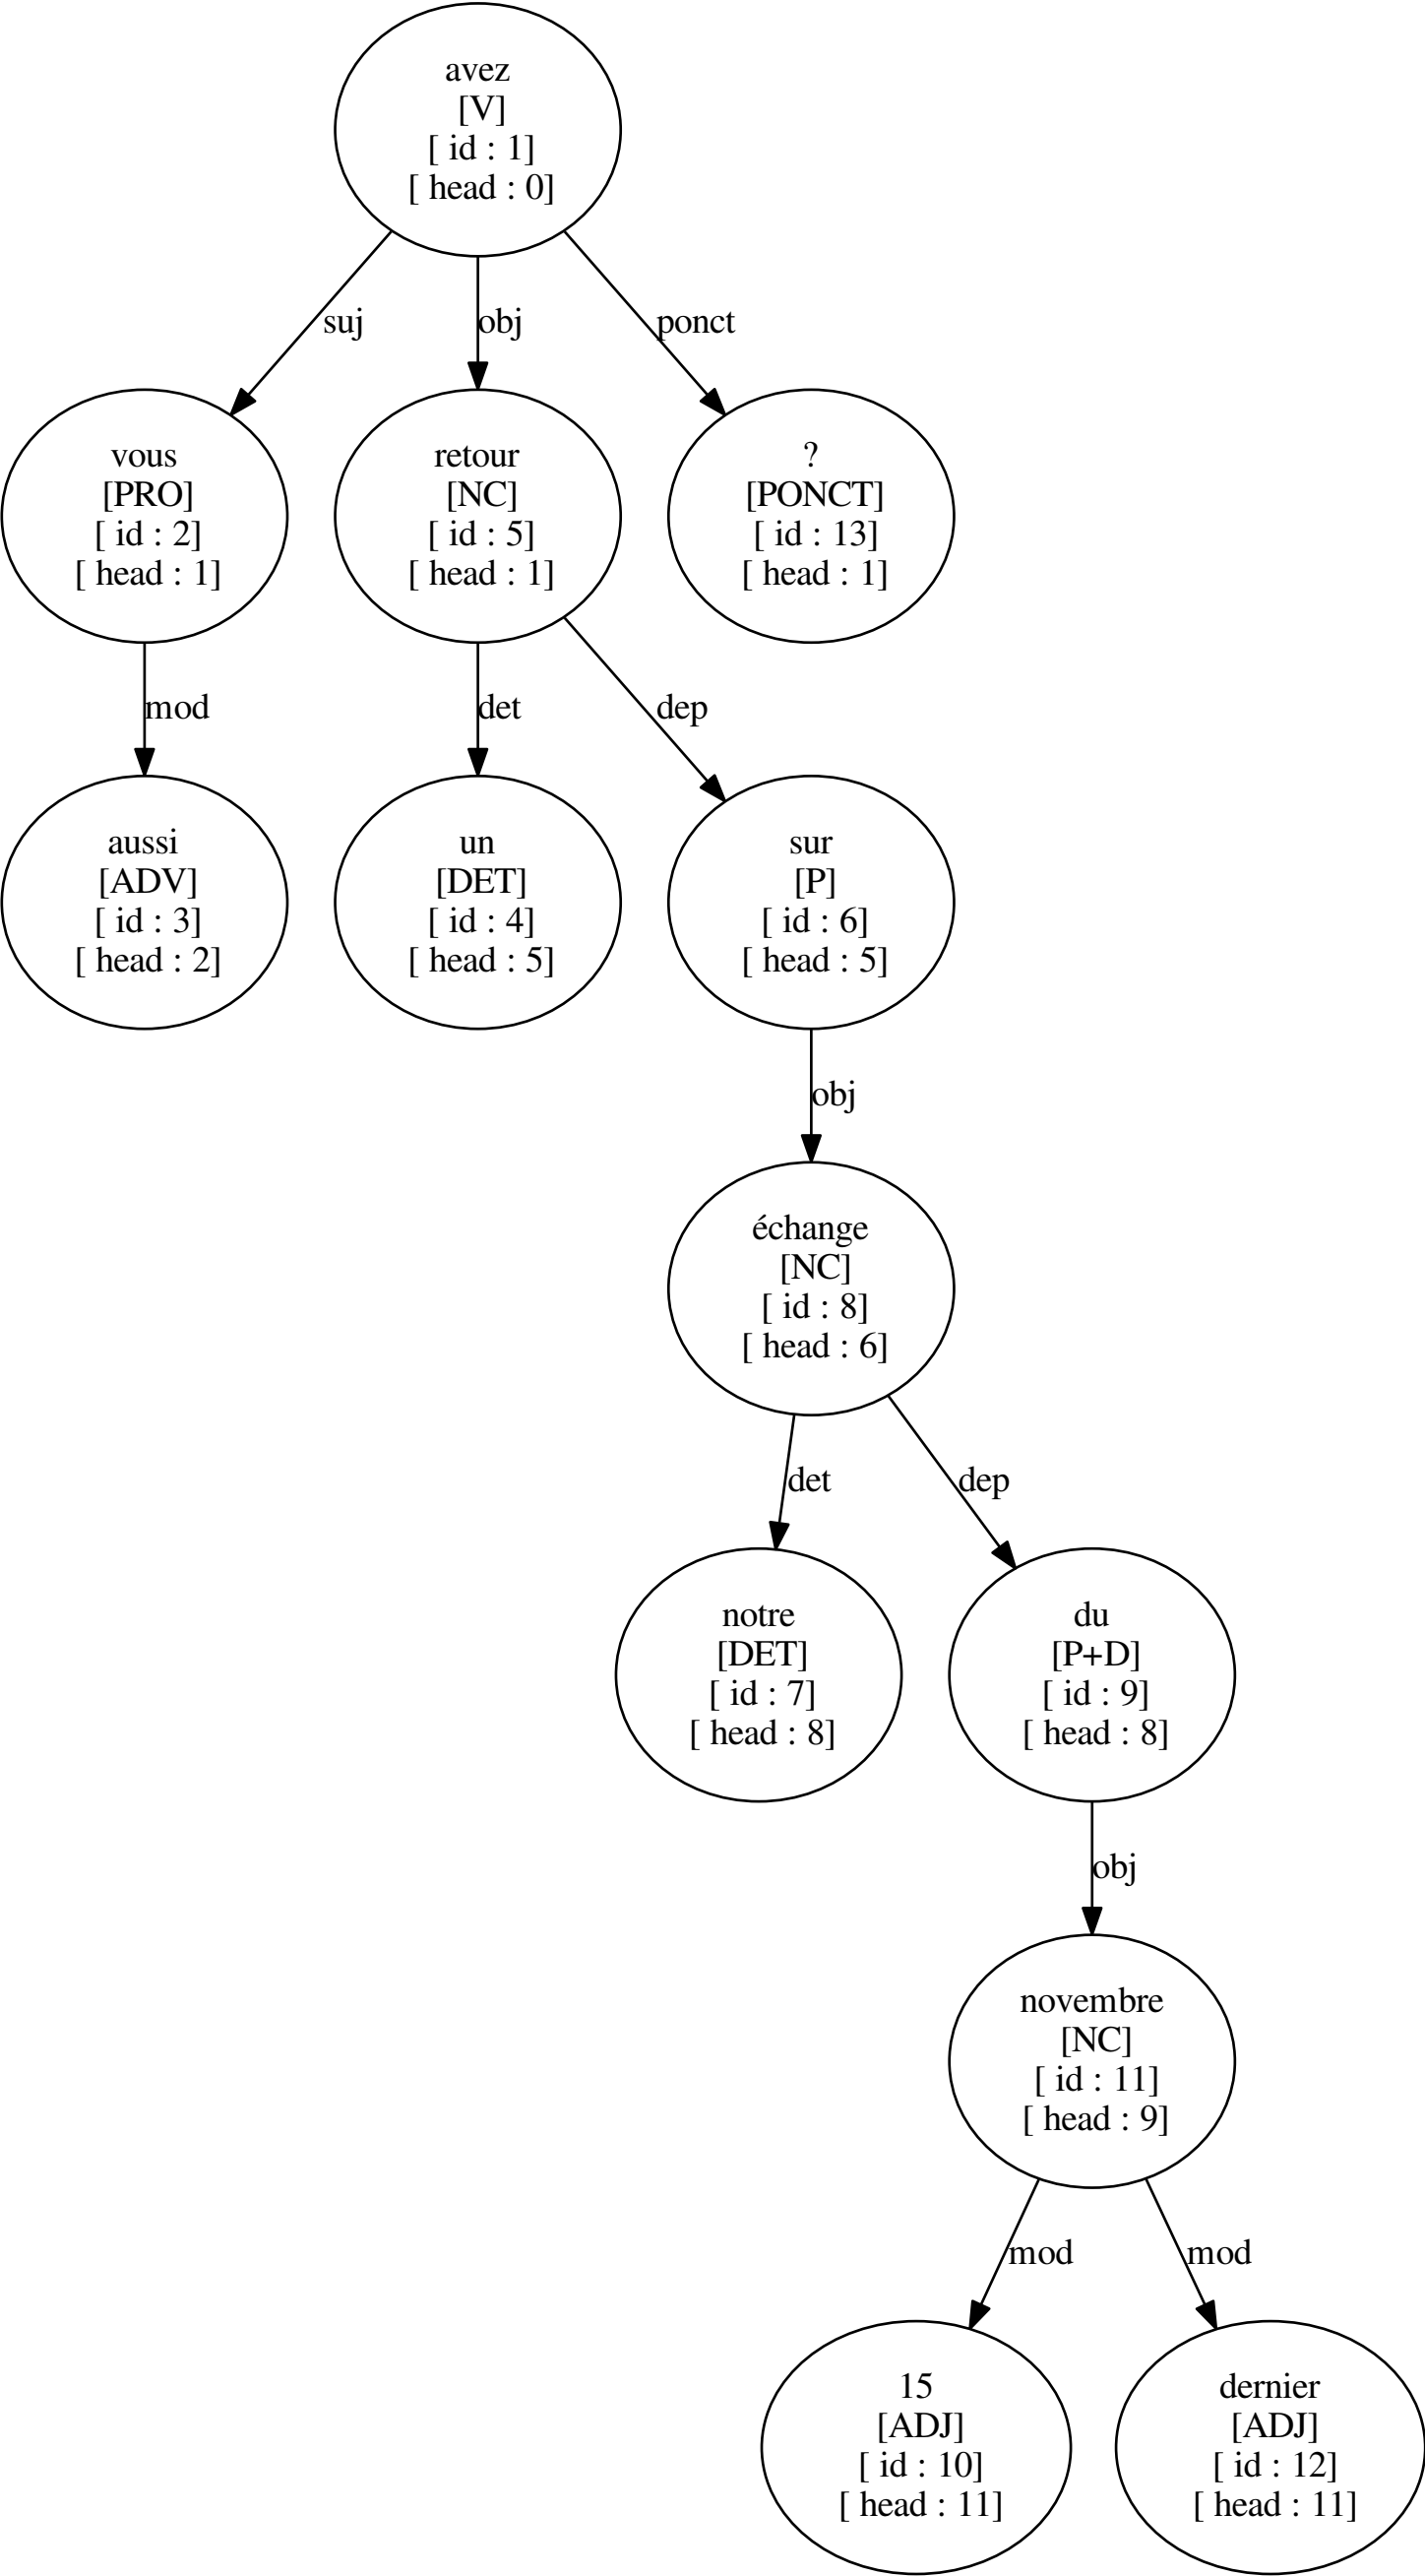 avez
[V]
[ id : 1]
[ head : 0]
suj
obj
ponct
vous
[PRO]
[ id : 2]
[ head : 1]
retour
[NC]
[ id : 5]
[ head : 1]
?
[PONCT]
[ id : 13]
[ head : 1]
mod
det
dep
aussi
[ADV]
[ id : 3]
[ head : 2]
un
[DET]
[ id : 4]
[ head : 5]
sur
[P]
[ id : 6]
[ head : 5]
obj
échange
[NC]
[ id : 8]
[ head : 6]
det
dep
notre
[DET]
[ id : 7]
[ head : 8]
du
[P+D]
[ id : 9]
[ head : 8]
obj
novembre
[NC]
[ id : 11]
[ head : 9]
mod
mod
15
[ADJ]
[ id : 10]
[ head : 11]
dernier
[ADJ]
[ id : 12]
[ head : 11]